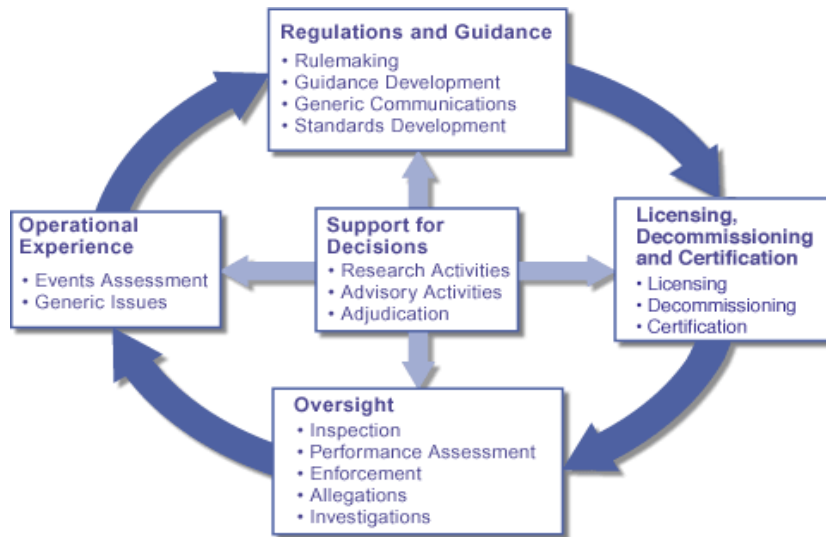 Regulations and Guidance
• Rulemaking
• Guidance Development
• Generic Communications
• Standards Development
Operational
Experience
• Events Assessment
• Generic Issues
Support for
Decisions
• Research Activities
• Advisory Activities
• Adjudication
Licensing,
Decommissioning
and Certification
• Licensing
• Decommissioning
• Certification
Oversight
• Inspection
• Performance Assessment
• Enforcement
• Allegations
• Investigations